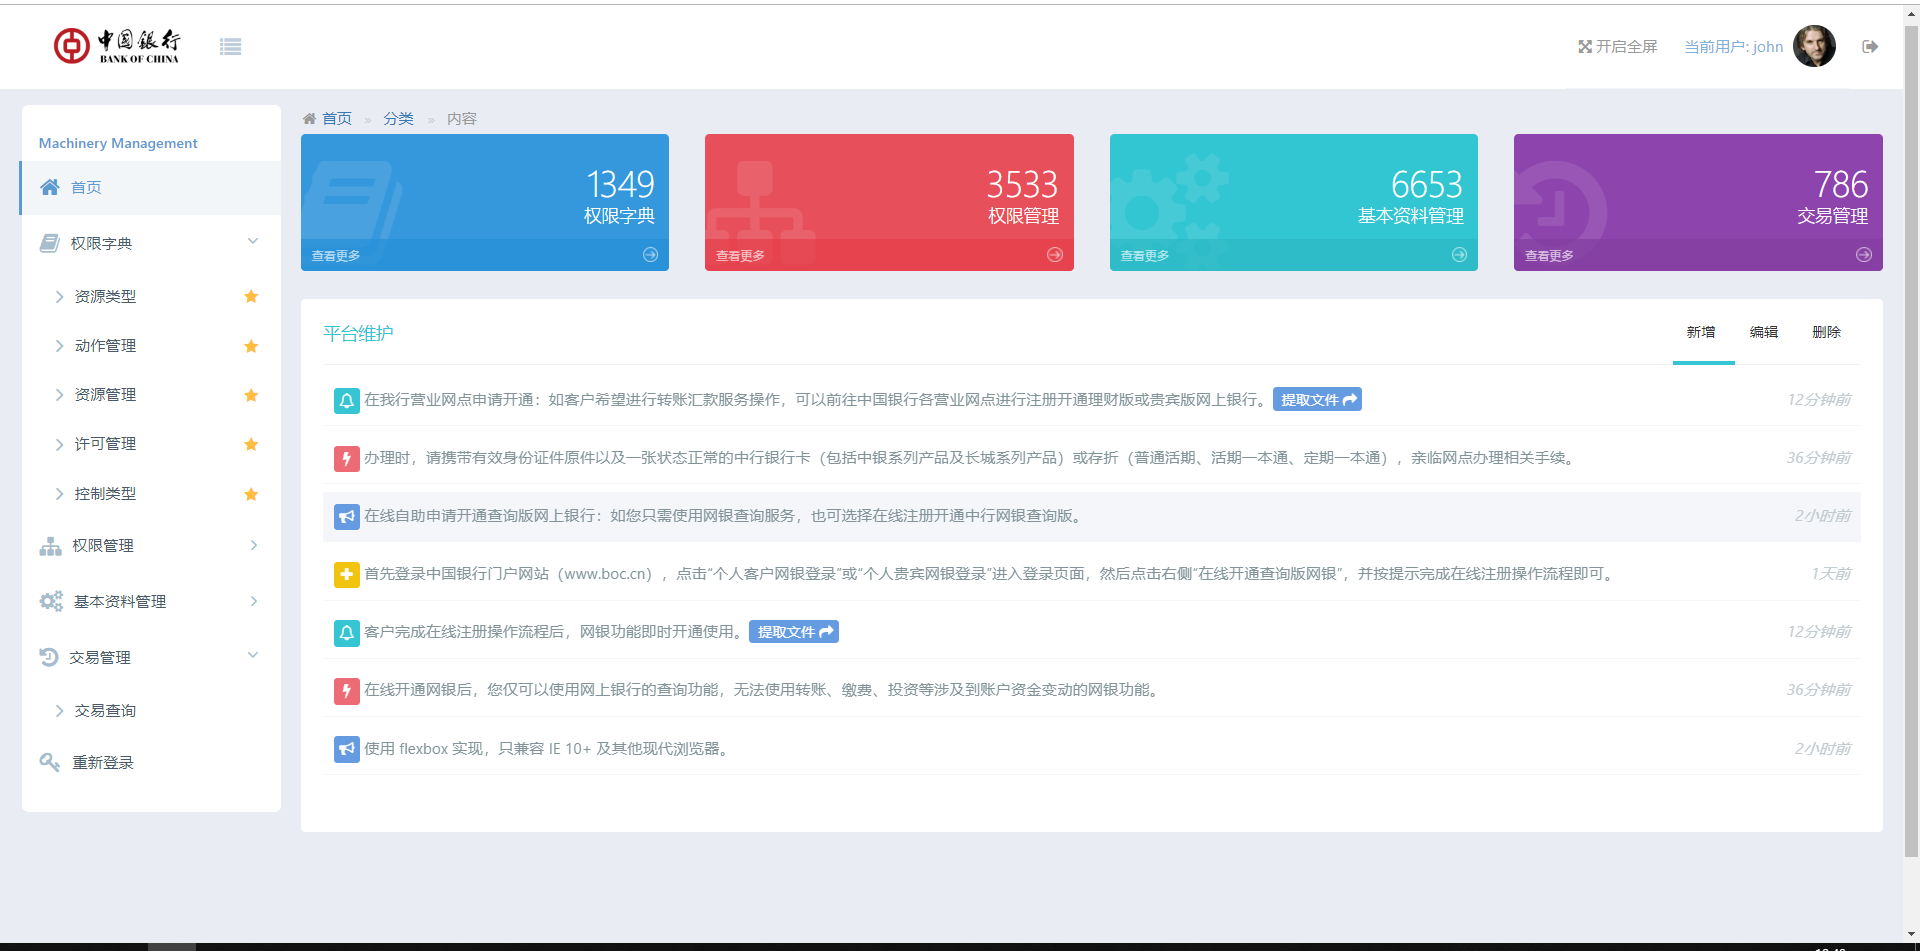 中国银行
BANK OF CHINA
开启全屏
当前用户: john
Machinery Management
首页
权限字典
资源类型
动作管理
资源管理
许可管理
控制类型
权限管理
基本资料管理
交易管理
交易查询
重新登录
首页 » 分类 » 内容
1349
权限字典
查看更多
3533
权限管理
查看更多
6653
基本资料管理
查看更多
786
交易管理
查看更多
平台维护
新增 编辑 删除
在我行营业网点申请开通：如客户希望进行转账汇款服务操作，可以前往中国银行各营业网点进行注册开通理财版或贵宾版网上银行。 提取文件 12分钟前
办理时，请携带有效身份证件原件以及一张状态正常的中行银行卡（包括中银系列产品及长城系列产品）或存折（普通活期、活期一本通、定期一本通），亲临网点办理相关手续。 36分钟前
在线自助申请开通查询版网上银行：如您只需使用网银查询服务，也可选择在线注册开通中行网银查询版。 2小时前
首先登录中国银行门户网站（www.boc.cn），点击“个人客户网银登录”或“个人贵宾网银登录”进入登录页面，然后点击右侧“在线开通查询版网银”，并按提示完成在线注册操作流程即可。 1天前
客户完成在线注册操作流程后，网银功能即时开通使用。 提取文件 12分钟前
在线开通网银后，您仅可以使用网上银行的查询功能，无法使用转账、缴费、投资等涉及到账户资金变动的网银功能。 36分钟前
使用 flexbox 实现，只兼容 IE 10+ 及其他现代浏览器。 2小时前